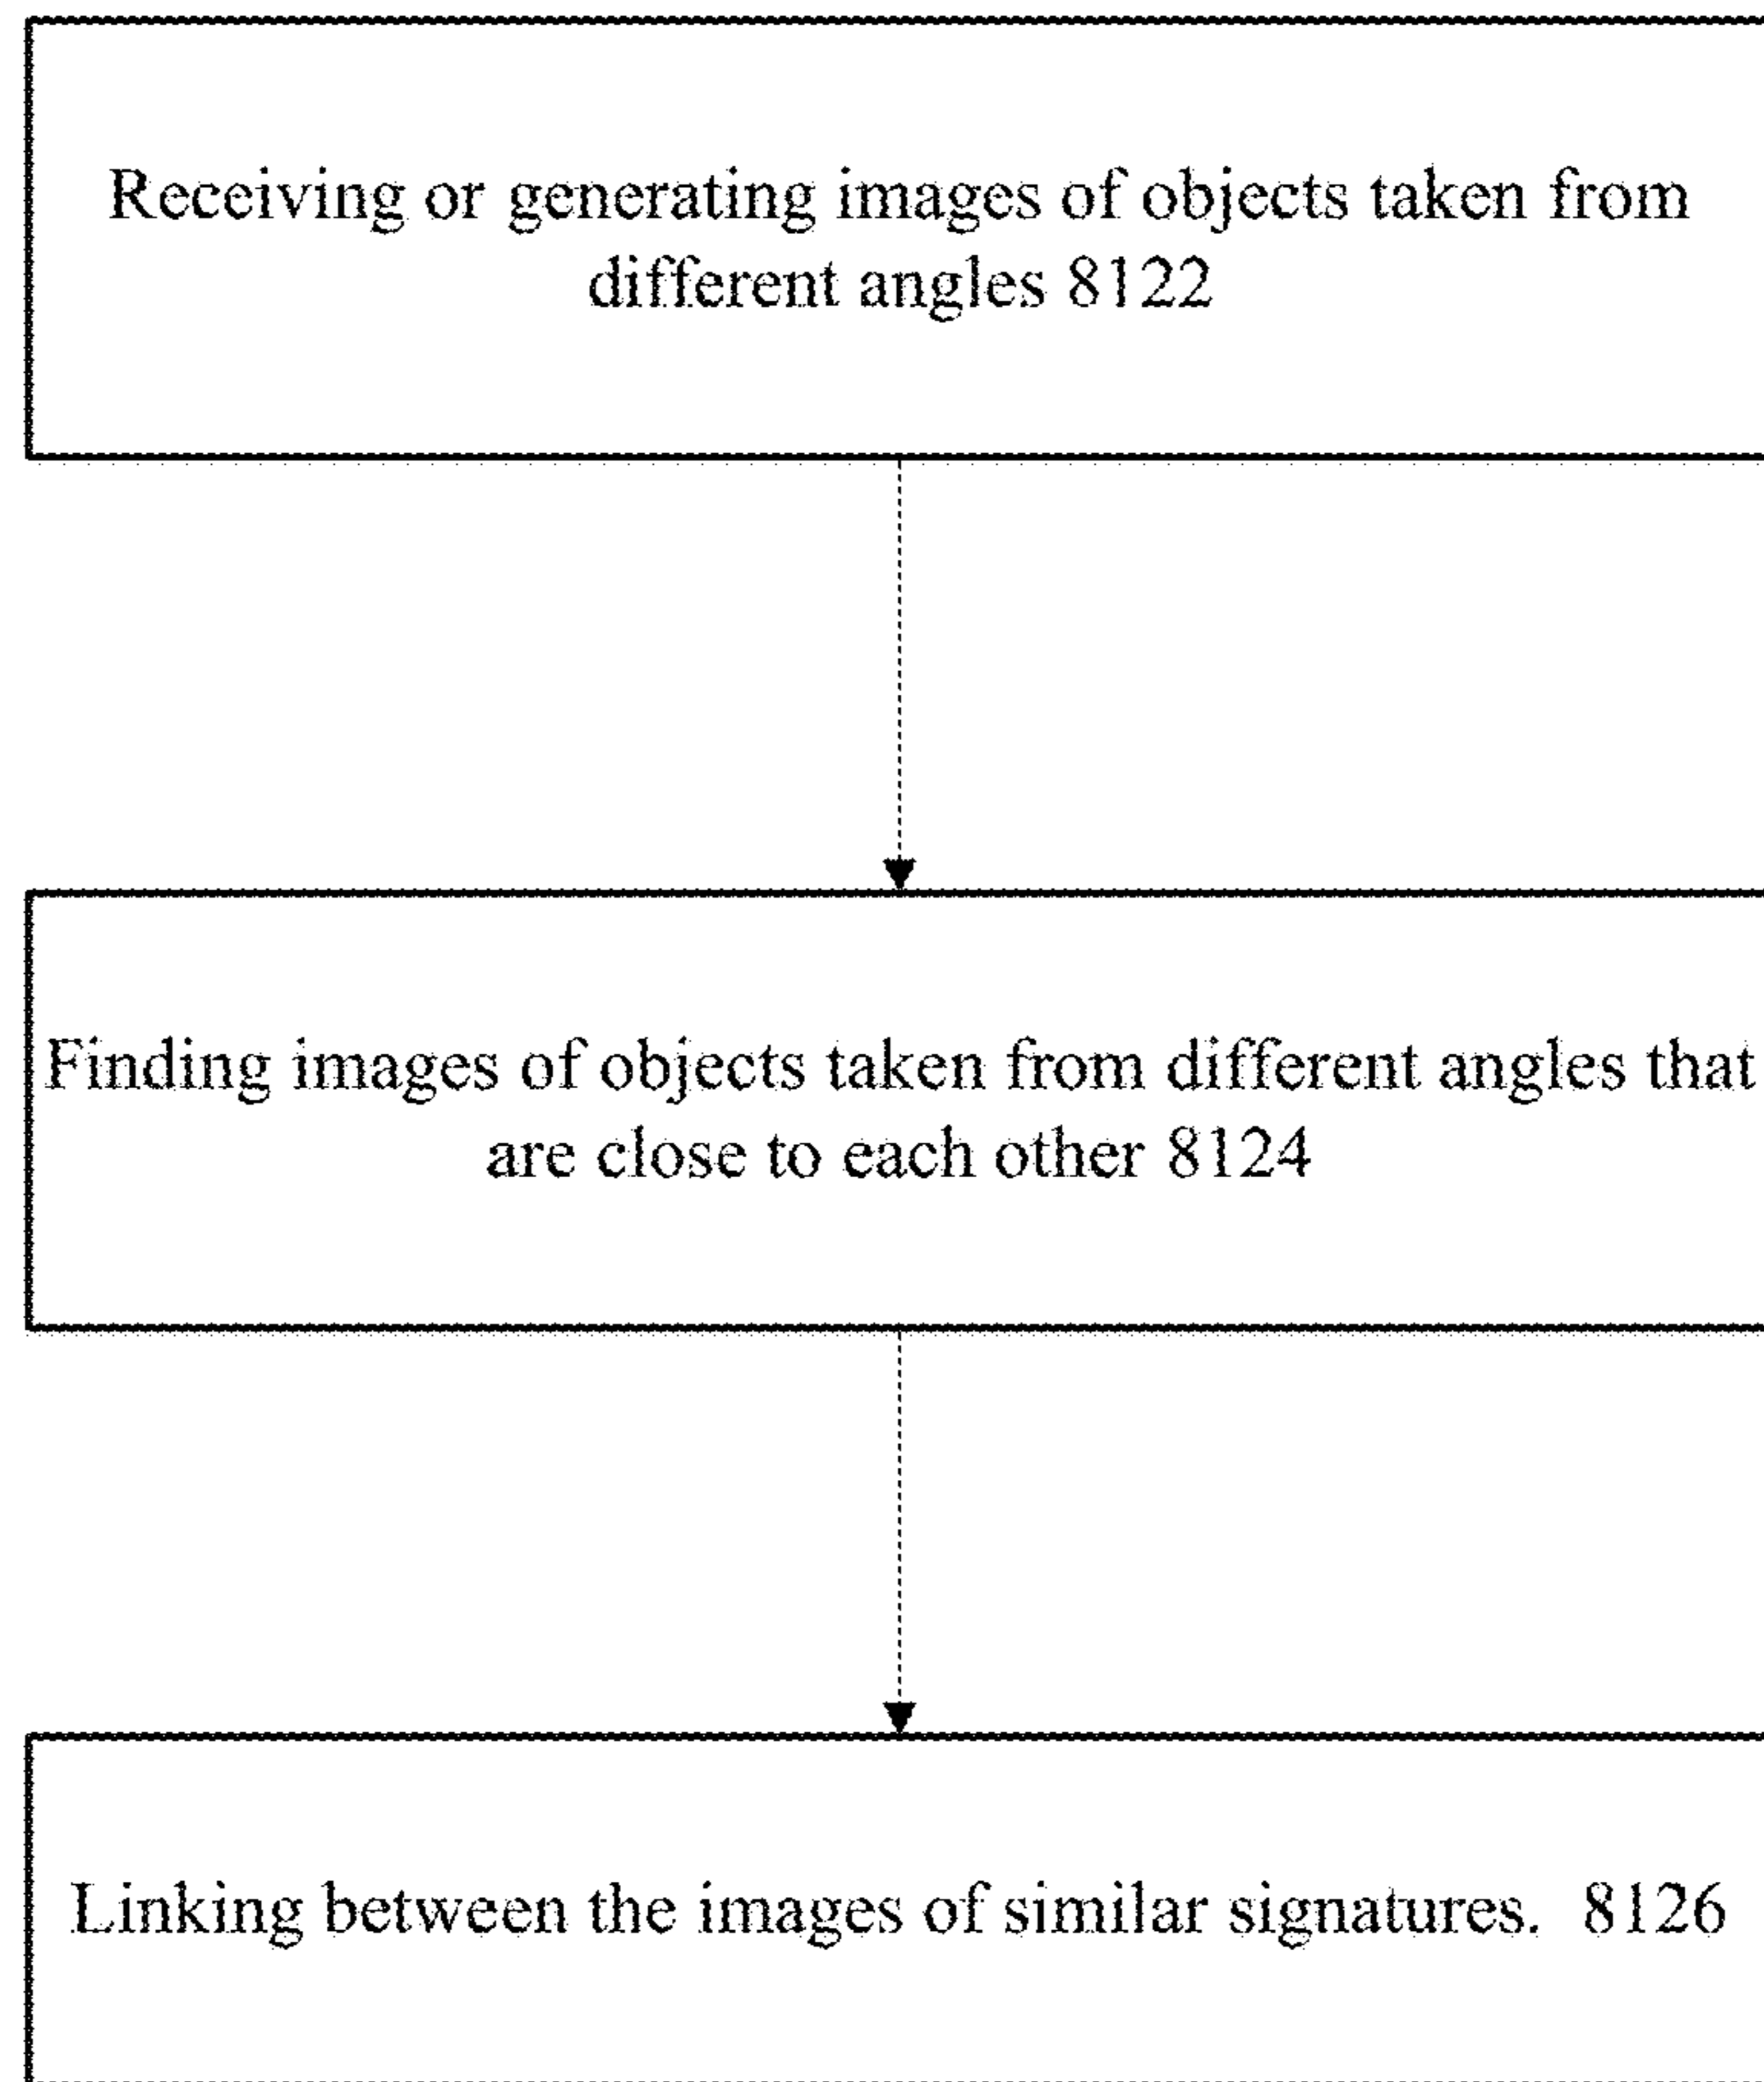 Receiving or generating images of objects taken from
different angles 8122
Finding images of objects taken from different angles that
are close to each other 8124
Linking between the images of similar signatures.  8126